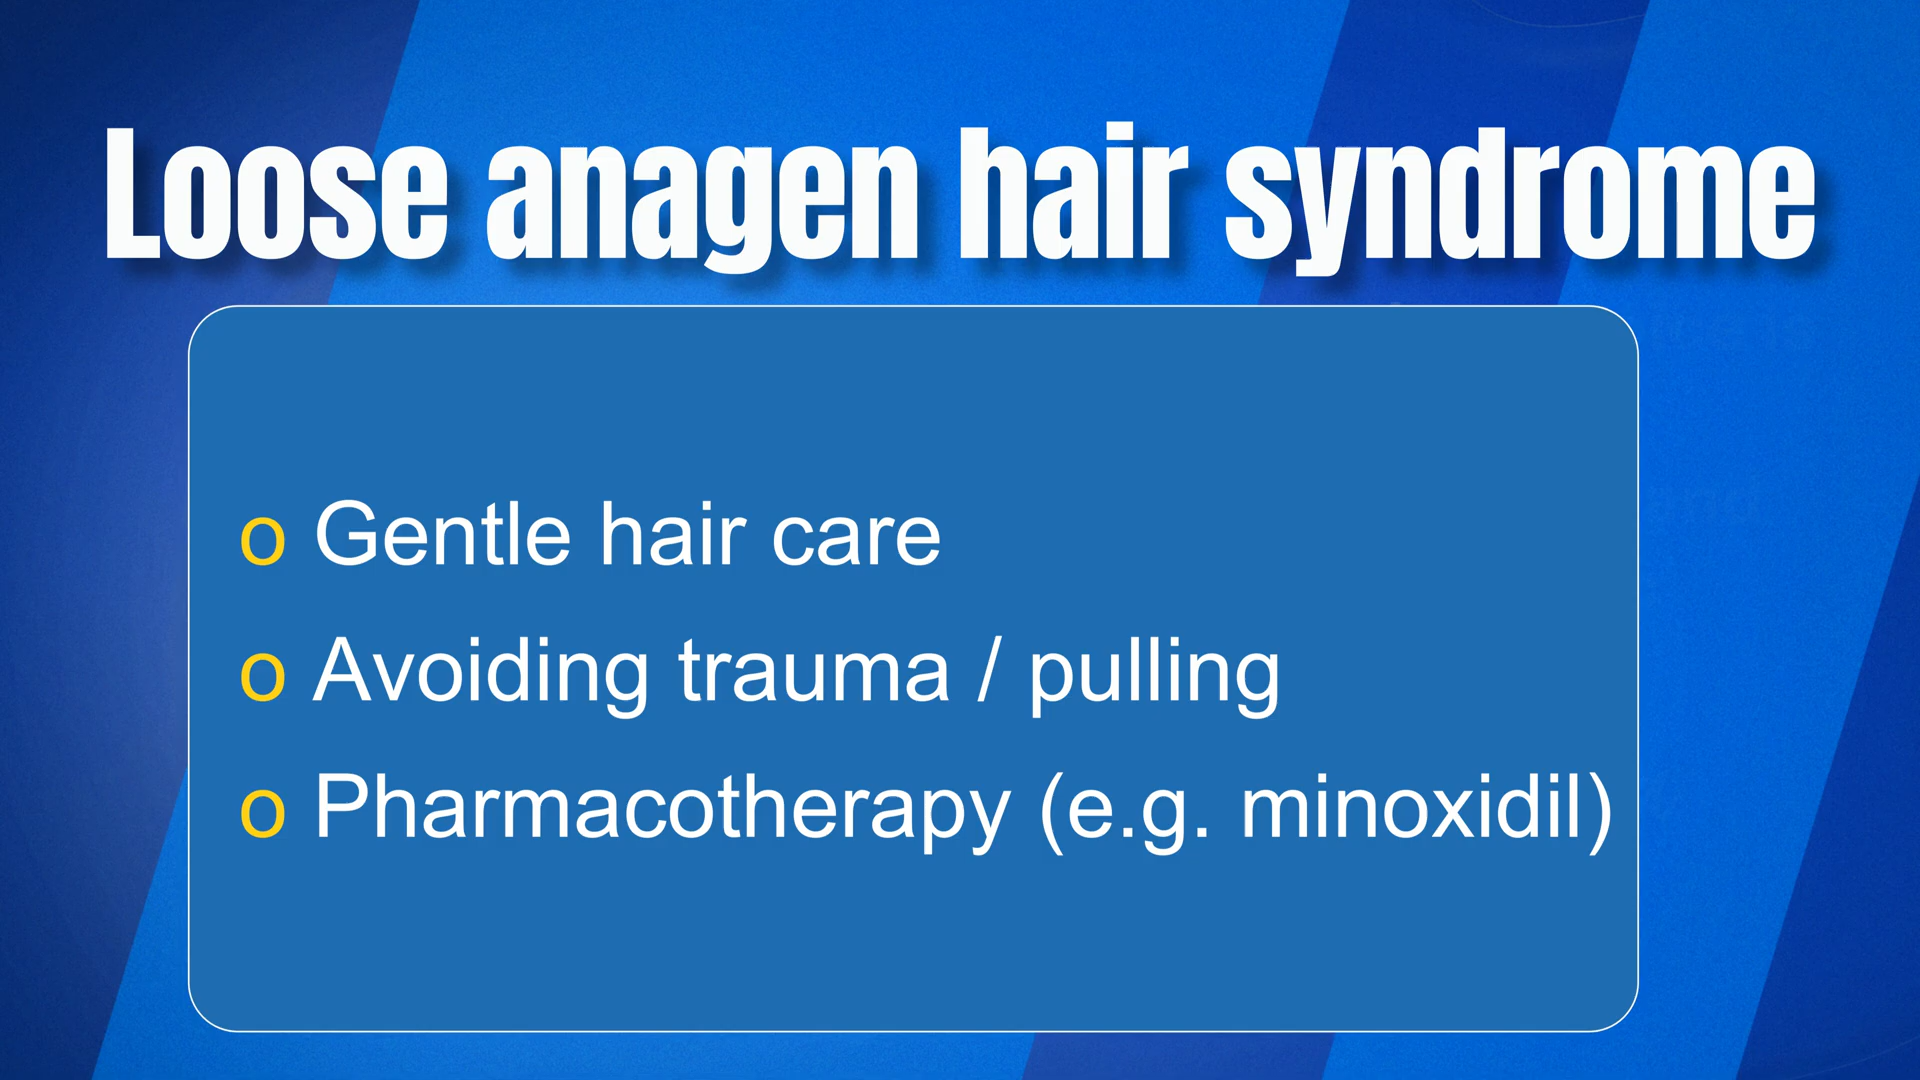 Loose anagen hair syndrome
o Gentle hair care
o Avoiding trauma / pulling
o Pharmacotherapy (e.g. minoxidil)